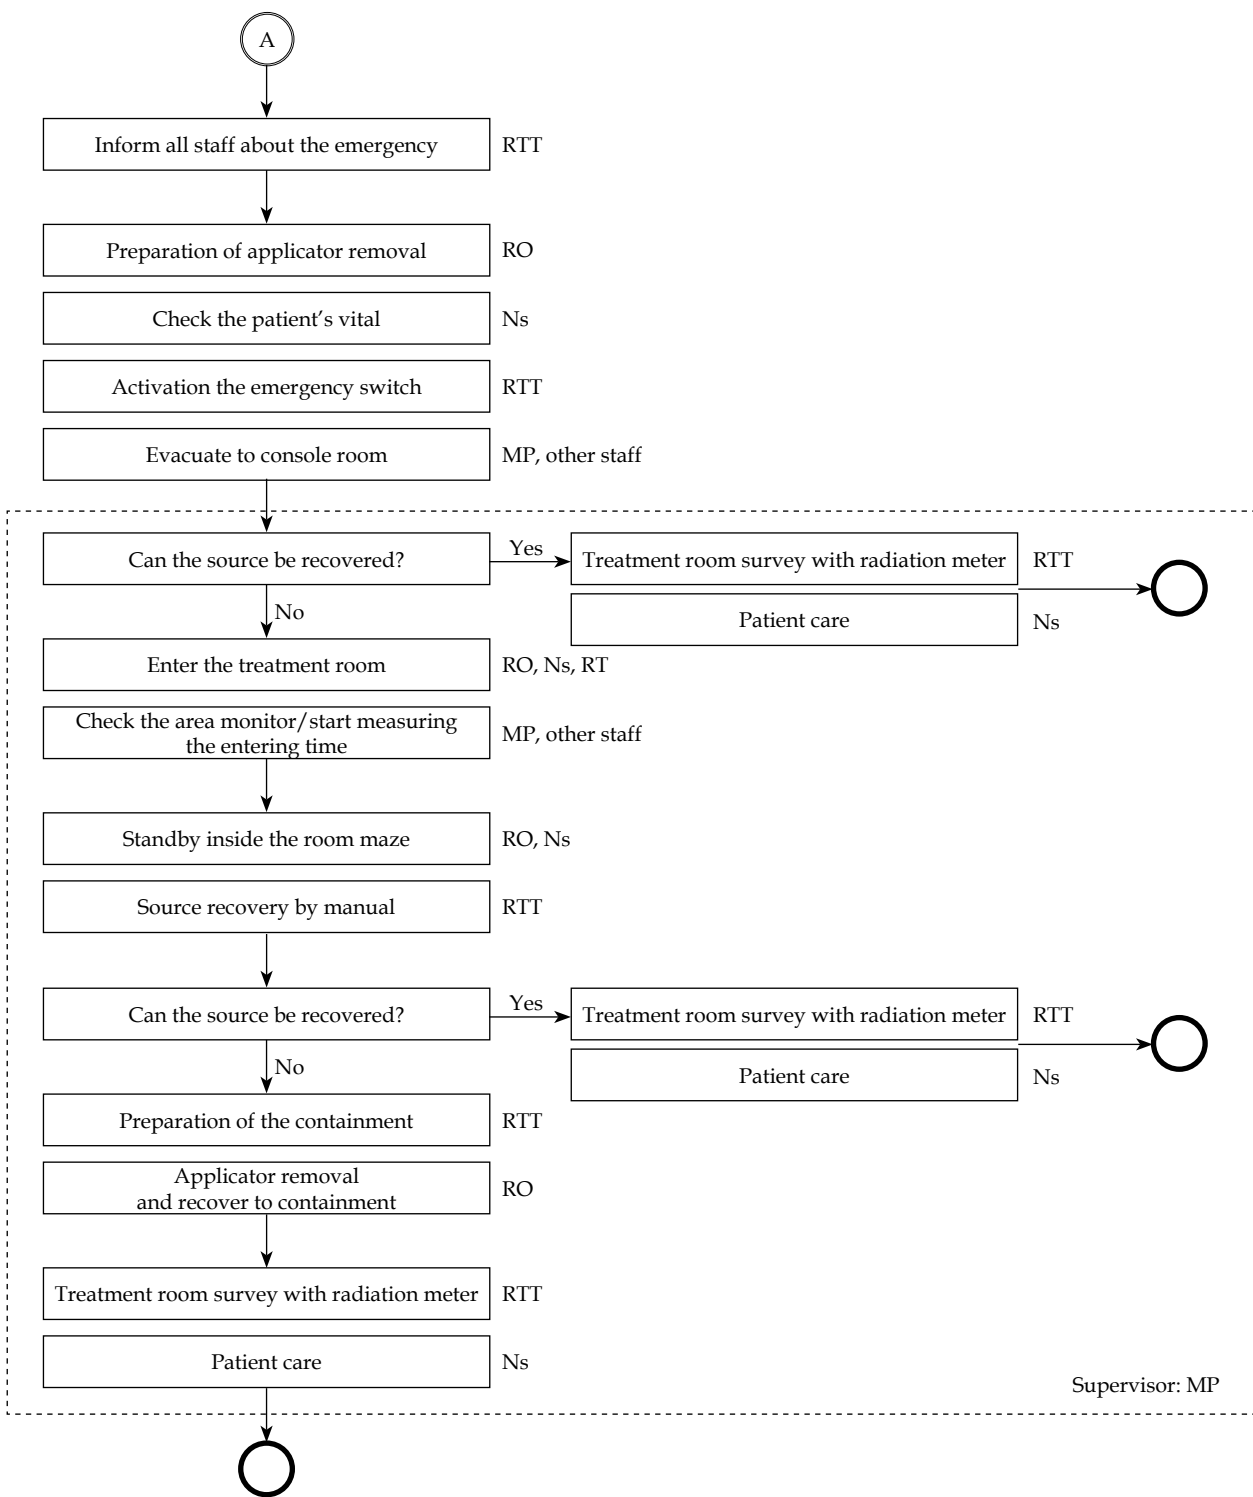 A
Inform all staff about the emergency RTT
Preparation of applicator removal RO
Check the patient's vital Ns
Activation the emergency switch RTT
Evacuate to console room MP, other staff
Can the source be recovered? Yes Treatment room survey with radiation meter RTT
No
Patient care Ns
Enter the treatment room RO, Ns, RT
Check the area monitor/start measuring
the entering time MP, other staff
Standby inside the room maze RO, Ns
Source recovery by manual RTT
Can the source be recovered? Yes Treatment room survey with radiation meter RTT
No
Patient care Ns
Preparation of the containment RTT
Applicator removal
and recover to containment RO
Treatment room survey with radiation meter RTT
Patient care Ns
Supervisor: MP